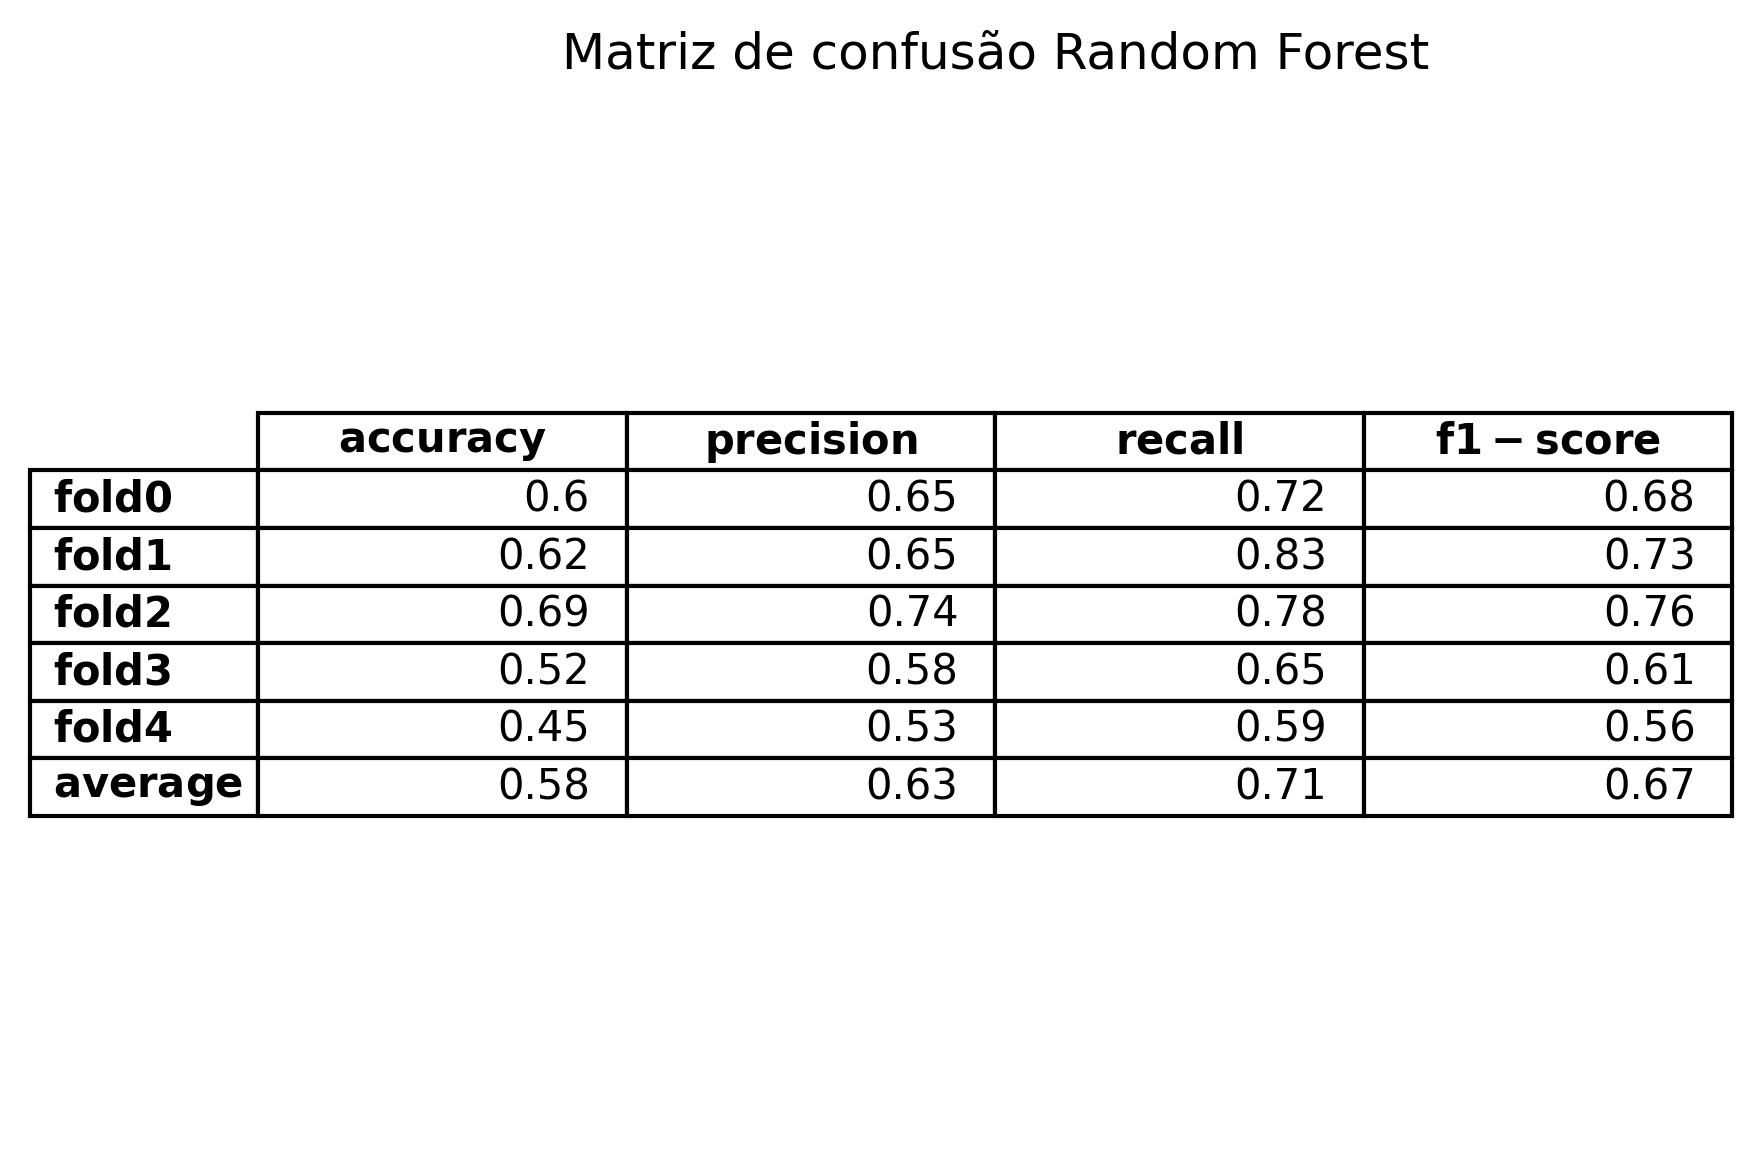 Matriz de confusão Random Forest
accuracy precision recall f1 − score
fold0 0.6 0.65 0.72 0.68
fold1 0.62 0.65 0.83 0.73
fold2 0.69 0.74 0.78 0.76
fold3 0.52 0.58 0.65 0.61
fold4 0.45 0.53 0.59 0.56
average 0.58 0.63 0.71 0.67